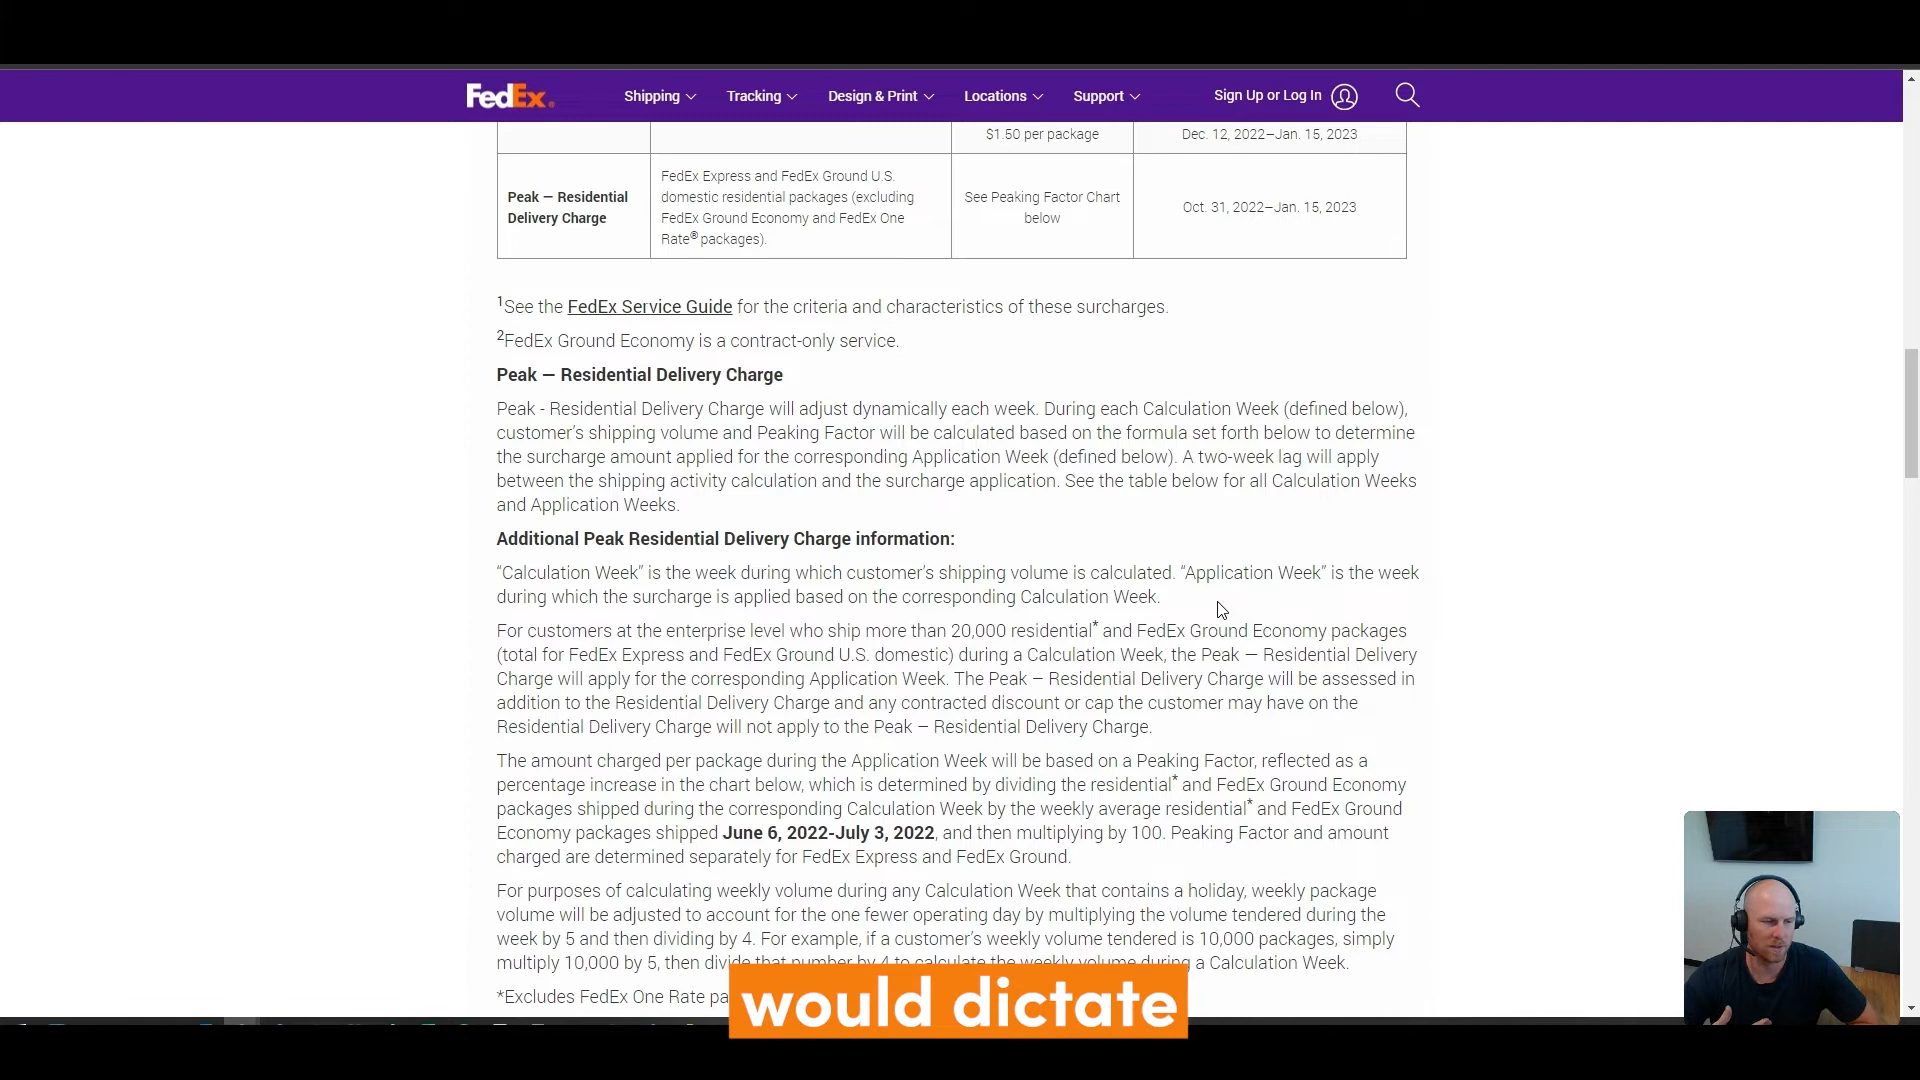 FedEx®
Shipping Tracking Design & Print Locations Support Sign Up or Log In
$1.50 per package Dec. 12, 2022–Jan. 15, 2023
Peak — Residential
Delivery Charge
FedEx Express and FedEx Ground U.S.
domestic residential packages (excluding
FedEx Ground Economy and FedEx One
Rate® packages).
See Peaking Factor Chart
below
Oct. 31, 2022–Jan. 15, 2023
¹See the FedEx Service Guide for the criteria and characteristics of these surcharges.
²FedEx Ground Economy is a contract-only service.
Peak — Residential Delivery Charge
Peak - Residential Delivery Charge will adjust dynamically each week. During each Calculation Week (defined below),
customer’s shipping volume and Peaking Factor will be calculated based on the formula set forth below to determine
the surcharge amount applied for the corresponding Application Week (defined below). A two-week lag will apply
between the shipping activity calculation and the surcharge application. See the table below for all Calculation Weeks
and Application Weeks.
Additional Peak Residential Delivery Charge information:
“Calculation Week” is the week during which customer’s shipping volume is calculated. “Application Week” is the week
during which the surcharge is applied based on the corresponding Calculation Week.
For customers at the enterprise level who ship more than 20,000 residential* and FedEx Ground Economy packages
(total for FedEx Express and FedEx Ground U.S. domestic) during a Calculation Week, the Peak — Residential Delivery
Charge will apply for the corresponding Application Week. The Peak – Residential Delivery Charge will be assessed in
addition to the Residential Delivery Charge and any contracted discount or cap the customer may have on the
Residential Delivery Charge will not apply to the Peak – Residential Delivery Charge.
The amount charged per package during the Application Week will be based on a Peaking Factor, reflected as a
percentage increase in the chart below, which is determined by dividing the residential* and FedEx Ground Economy
packages shipped during the corresponding Calculation Week by the weekly average residential* and FedEx Ground
Economy packages shipped June 6, 2022-July 3, 2022, and then multiplying by 100. Peaking Factor and amount
charged are determined separately for FedEx Express and FedEx Ground.
For purposes of calculating weekly volume during any Calculation Week that contains a holiday, weekly package
volume will be adjusted to account for the one fewer operating day by multiplying the volume tendered during the
week by 5 and then dividing by 4. For example, if a customer’s weekly volume tendered is 10,000 packages, simply
multiply 10,000 by 5, then divide that number by 4 to calculate the weekly volume during a Calculation Week.
*Excludes FedEx One Rate pa
would dictate